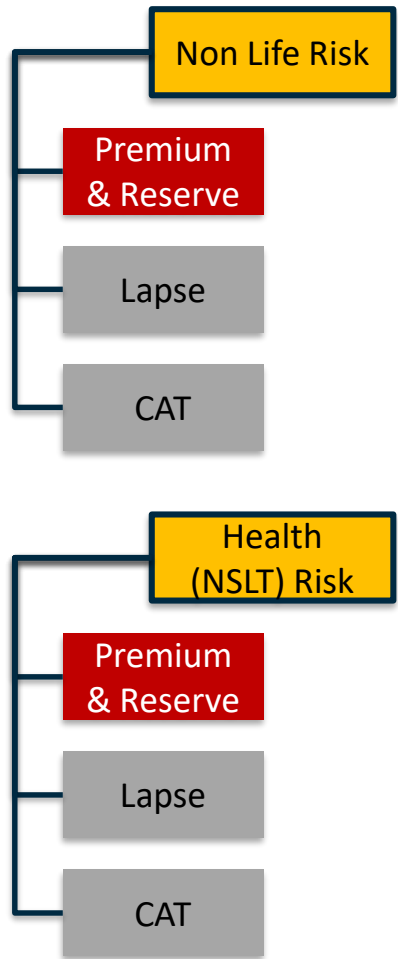 Non Life Risk
Premium
& Reserve
Lapse
CAT
Health
(NSLT) Risk
Premium
& Reserve
Lapse
CAT